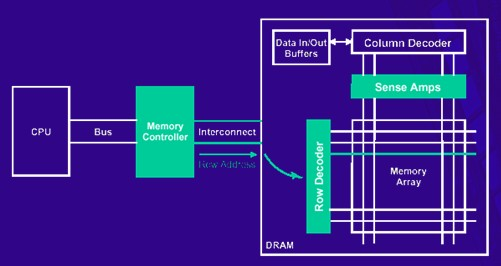 Data In/Out
Buffers
Column Decoder
Sense Amps
CPU
Bus
Memory
Controller
Interconnect
Row Address
Row Decoder
Memory
Array
DRAM